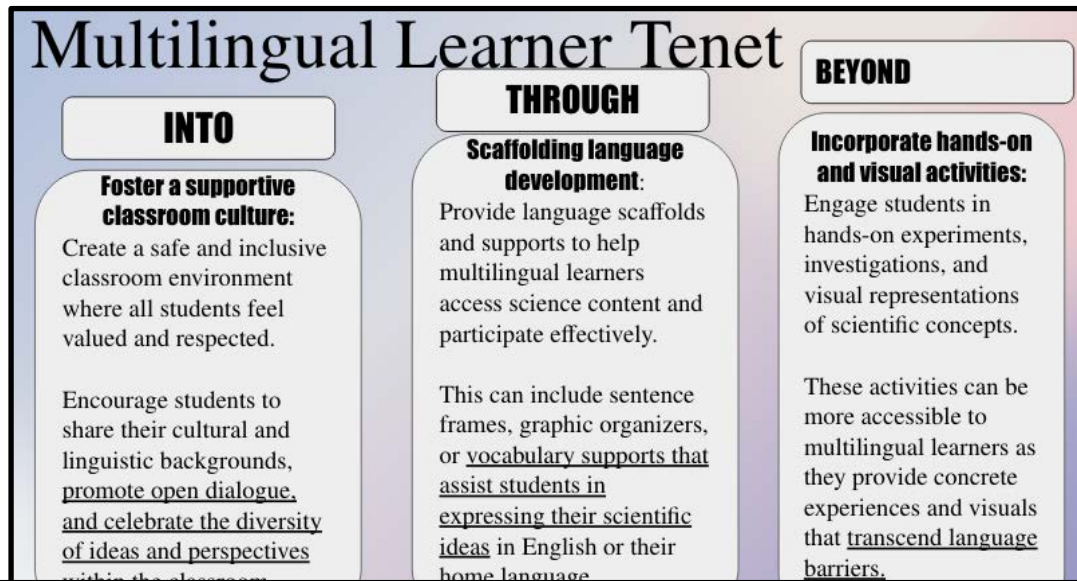 Multilingual Learner Tenet
INTO
Foster a supportive
classroom culture:
Create a safe and inclusive
classroom environment
where all students feel
valued and respected.
Encourage students to
share their cultural and
linguistic backgrounds,
promote open dialogue,
and celebrate the diversity
of ideas and perspectives
within the classroom
THROUGH
Scaffolding language
development:
Provide language scaffolds
and supports to help
multilingual learners
access science content and
participate effectively.
This can include sentence
frames, graphic organizers,
or vocabulary supports that
assist students in
expressing their scientific
ideas in English or their
home language
BEYOND
Incorporate hands-on
and visual activities:
Engage students in
hands-on experiments,
investigations, and
visual representations
of scientific concepts.
These activities can be
more accessible to
multilingual learners as
they provide concrete
experiences and visuals
that transcend language
barriers.